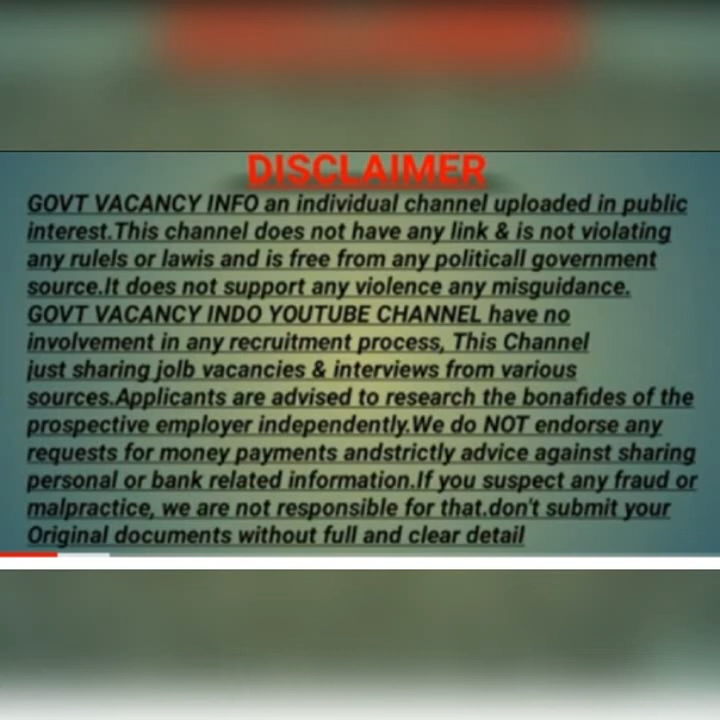 DISCLAIMER
GOVT VACANCY INFO an individual channel uploaded in public
interest.This channel does not have any link & is not violating
any rulels or lawis and is free from any politicall government
source.It does not support any violence any misguidance.
GOVT VACANCY INDO YOUTUBE CHANNEL have no
involvement in any recruitment process, This Channel
just sharing jolb vacancies & interviews from various
sources.Applicants are advised to research the bonafides of the
prospective employer independently.We do NOT endorse any
requests for money payments andstrictly advice against sharing
personal or bank related information.If you suspect any fraud or
malpractice, we are not responsible for that.don't submit your
Original documents without full and clear detail